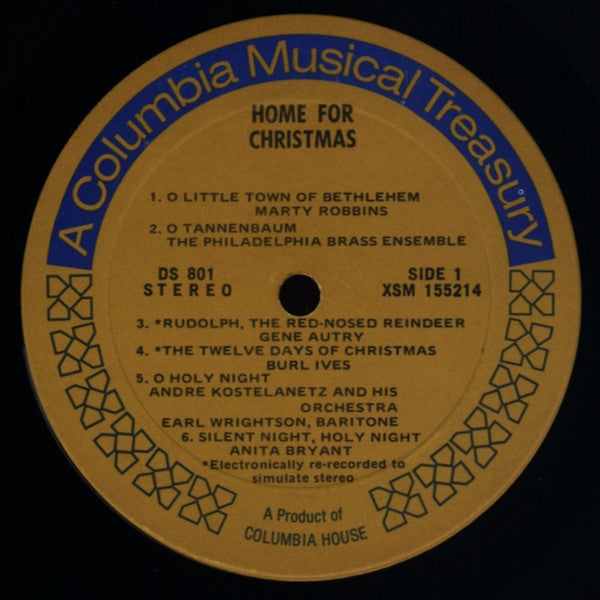 A Columbia Musical Treasury
HOME FOR
CHRISTMAS
1. O LITTLE TOWN OF BETHLEHEM
MARTY ROBBINS
2. O TANNENBAUM
THE PHILADELPHIA BRASS ENSEMBLE
DS 801
STEREO
SIDE 1
XSM 155214
3. *RUDOLPH, THE RED-NOSED REINDEER
GENE AUTRY
4. *THE TWELVE DAYS OF CHRISTMAS
BURL IVES
5. O HOLY NIGHT
ANDRE KOSTELANETZ AND HIS
ORCHESTRA
EARL WRIGHTSON, BARITONE
6. SILENT NIGHT, HOLY NIGHT
ANITA BRYANT
*Electronically re-recorded to
simulate stereo
A Product of
COLUMBIA HOUSE